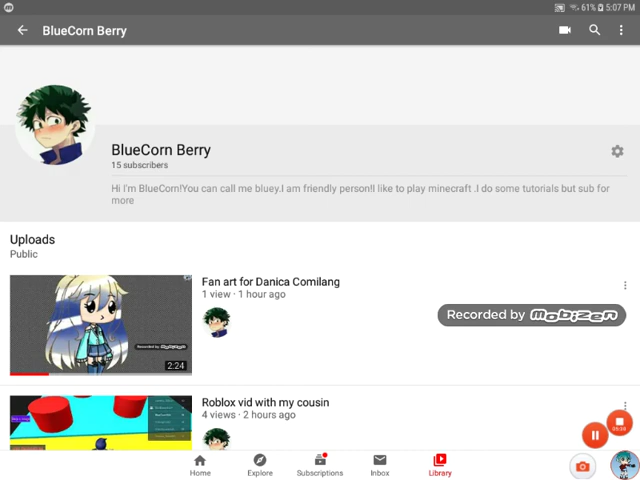 61% 5:07 PM
BlueCorn Berry
BlueCorn Berry
15 subscribers
Hi I'm BlueCorn!You can call me bluey.I am friendly person!I like to play minecraft .I do some tutorials but sub for
more
Uploads
Public
Fan art for Danica Comilang
1 view · 1 hour ago
Recorded by Mobizen
2:24
Roblox vid with my cousin
4 views · 2 hours ago
Home Explore Subscriptions Inbox Library